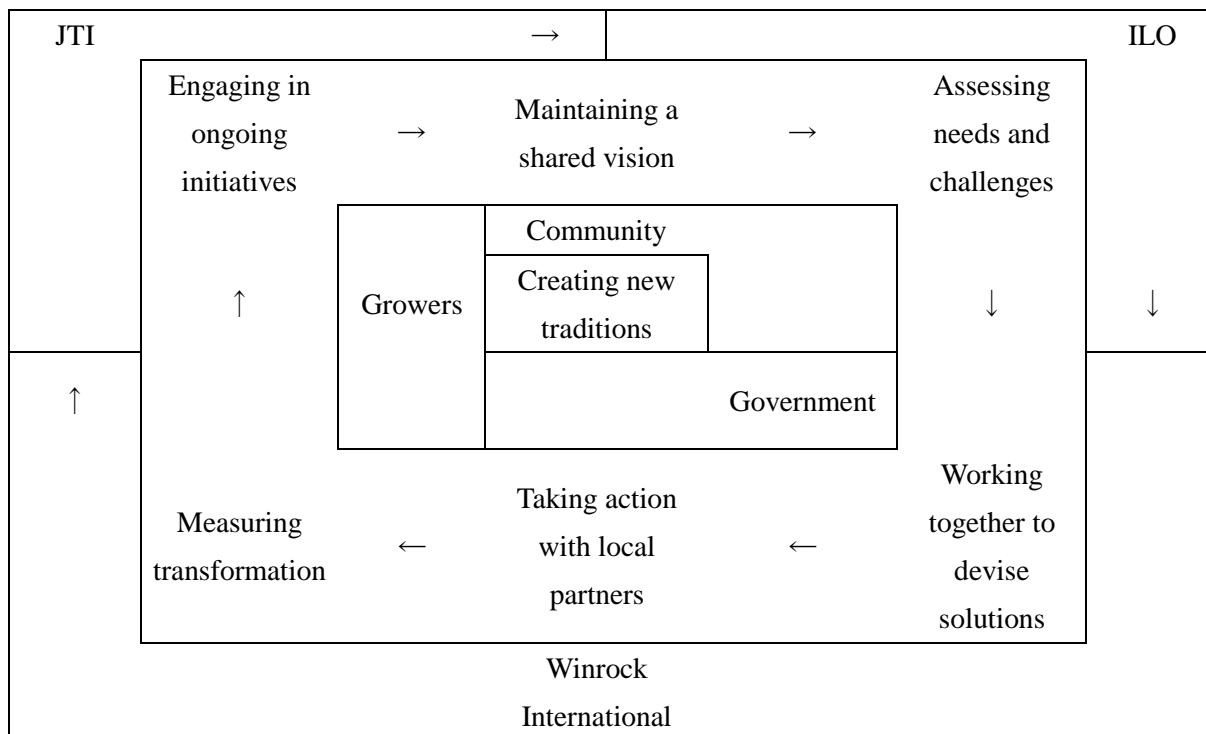 JTI → ILO
Engaging in
ongoing
initiatives
→
Maintaining a
shared vision
→
Assessing
needs and
challenges
Community
Creating new
traditions
↑
Growers
↓
↓
↑
Government
Measuring
transformation
←
Taking action
with local
partners
←
Working
together to
devise
solutions
Winrock
International